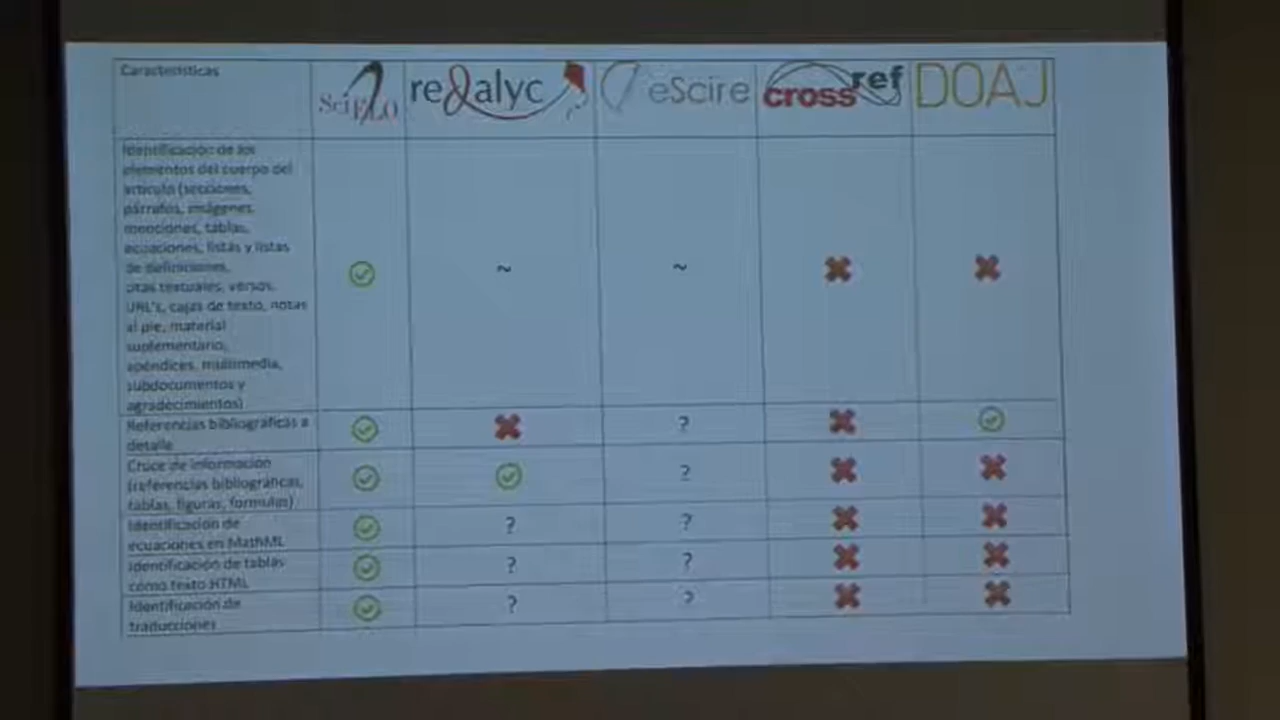 Características
SciELO
redalyc
eScire
crossref
DOAJ
Identificación de los
elementos del cuerpo del
artículo (secciones,
párrafos, imágenes,
menciones, tablas,
ecuaciones, listas y listas
de definiciones,
citas textuales, versos,
URL's, cajas de texto, notas
al pie, material
suplementario,
apéndices, multimedia,
subdocumentos y
agradecimientos)
~
~
Referencias bibliográficas a
detalle
?
Cruce de información
(referencias bibliográficas,
tablas, figuras, formulas)
?
Identificación de
ecuaciones en MathML
?
?
Identificación de tablas
como texto HTML
?
?
Identificación de
traducciones
?
?